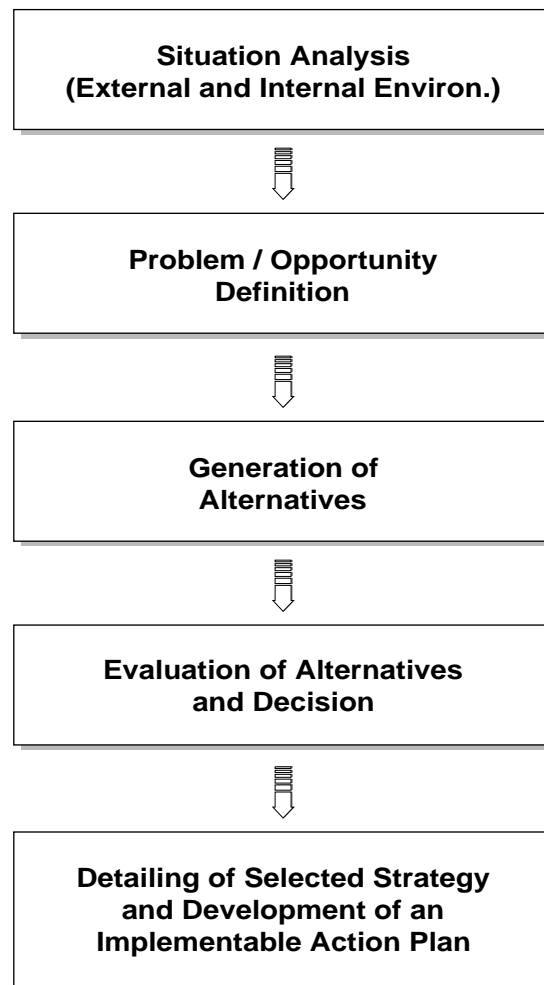 Situation Analysis
(External and Internal Environ.)
Problem / Opportunity
Definition
Generation of
Alternatives
Evaluation of Alternatives
and Decision
Detailing of Selected Strategy
and Development of an
Implementable Action Plan